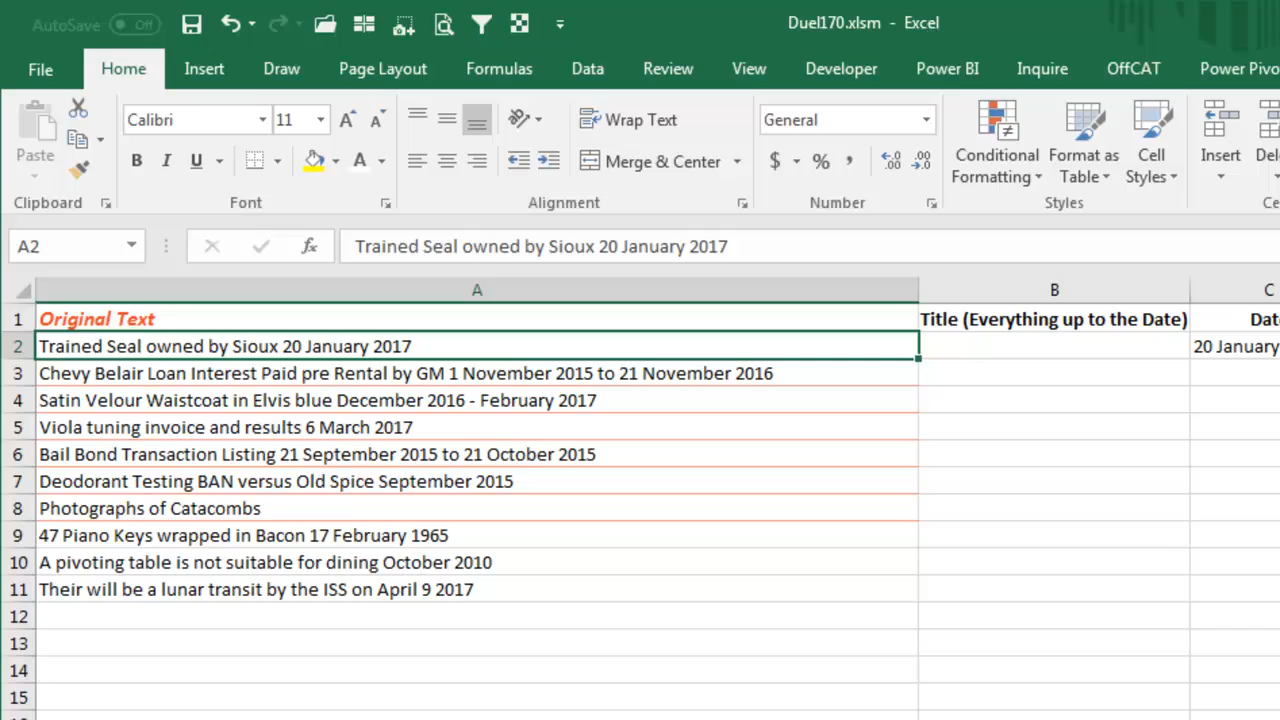 AutoSave Off Duel170.xlsm - Excel
File Home Insert Draw Page Layout Formulas Data Review View Developer Power BI Inquire OffCAT Power Pivo
Calibri 11 Wrap Text General
Paste B I U A Merge & Center $ % , Conditional Formatting Format as Table Cell Styles Insert Del
Clipboard Font Alignment Number Styles Ce
A2 fx Trained Seal owned by Sioux 20 January 2017
A B C
1 Original Text Title (Everything up to the Date) Dat
2 Trained Seal owned by Sioux 20 January 2017 20 January
3 Chevy Belair Loan Interest Paid pre Rental by GM 1 November 2015 to 21 November 2016
4 Satin Velour Waistcoat in Elvis blue December 2016 - February 2017
5 Viola tuning invoice and results 6 March 2017
6 Bail Bond Transaction Listing 21 September 2015 to 21 October 2015
7 Deodorant Testing BAN versus Old Spice September 2015
8 Photographs of Catacombs
9 47 Piano Keys wrapped in Bacon 17 February 1965
10 A pivoting table is not suitable for dining October 2010
11 Their will be a lunar transit by the ISS on April 9 2017
12
13
14
15